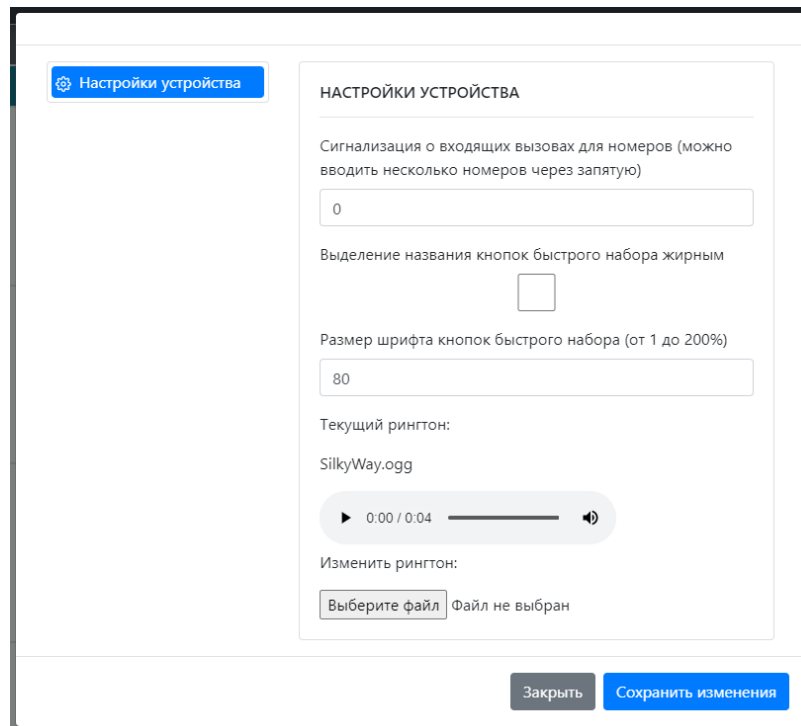 Настройки устройства
НАСТРОЙКИ УСТРОЙСТВА
Сигнализация о входящих вызовах для номеров (можно
вводить несколько номеров через запятую)
0
Выделение названия кнопок быстрого набора жирным
Размер шрифта кнопок быстрого набора (от 1 до 200%)
80
Текущий рингтон:
SilkyWay.ogg
0:00 / 0:04
Изменить рингтон:
Выберите файл Файл не выбран
Закрыть Сохранить изменения